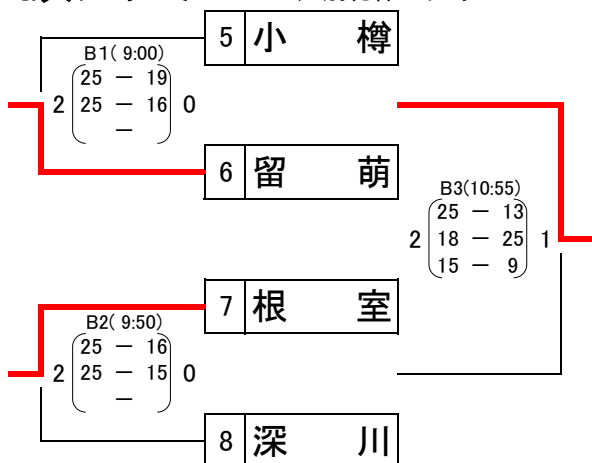 5 小 樽
B1( 9:00)
25 － 19
2 25 － 16 0
－
6 留 萌
B3(10:55)
25 － 13
2 18 － 25 1
15 － 9
7 根 室
B2( 9:50)
25 － 16
2 25 － 15 0
－
8 深 川